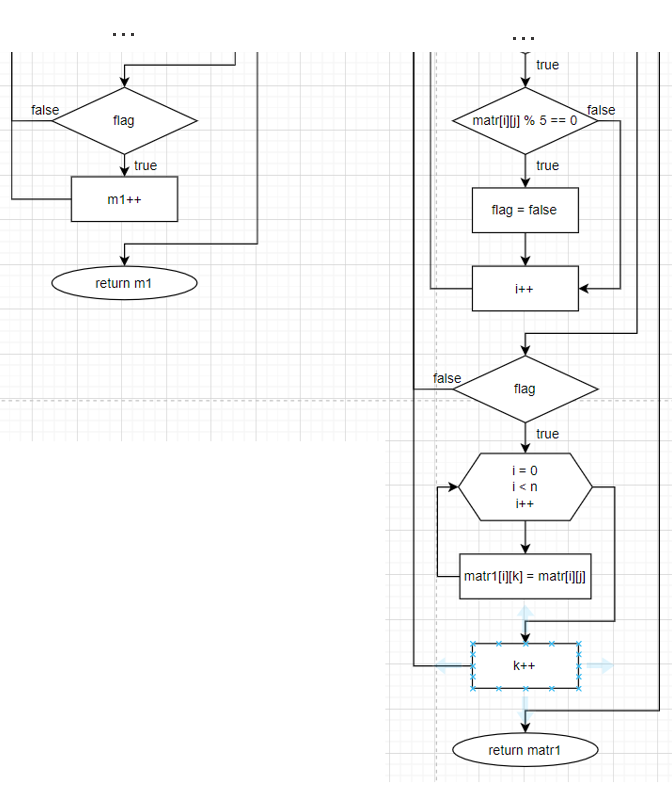 ...
false
flag
true
m1++
return m1
...
true
false
matr[i][j] % 5 == 0
true
flag = false
i++
false
flag
true
i = 0
i < n
i++
matr1[i][k] = matr[i][j]
k++
return matr1